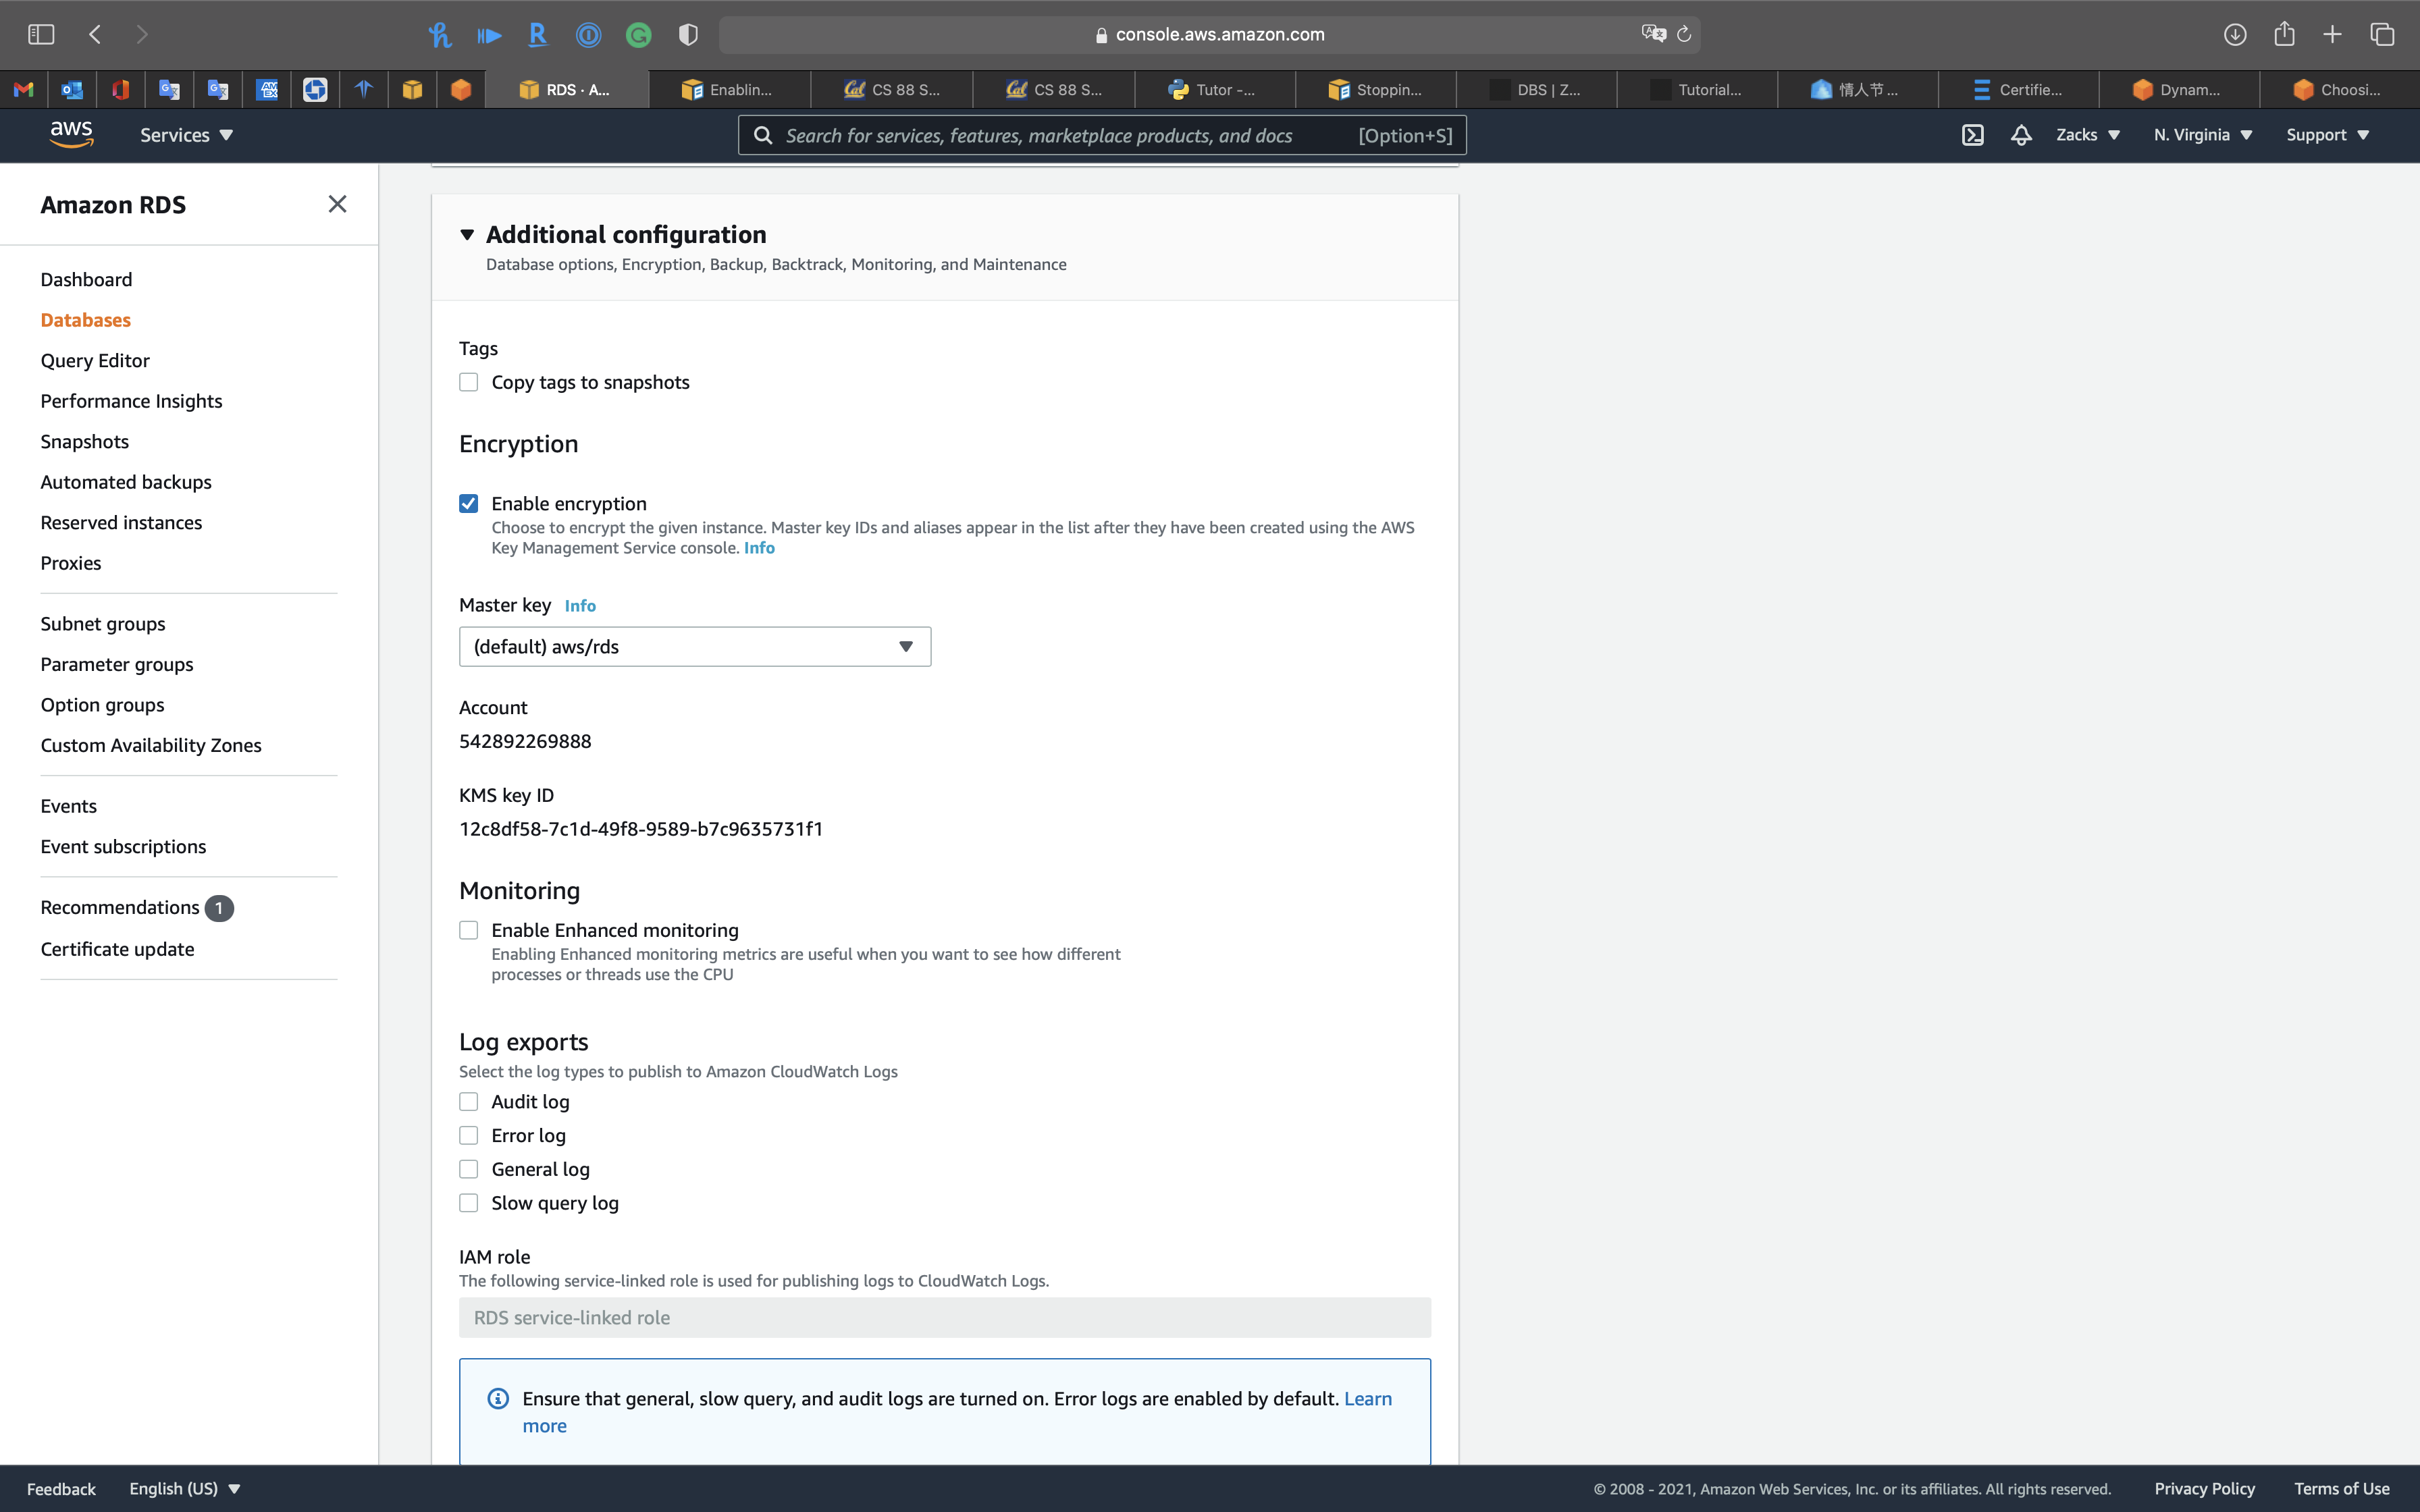 console.aws.amazon.com
RDS · A...
Enablin...
CS 88 S...
CS 88 S...
Tutor -...
Stoppin...
DBS | Z...
Tutorial...
情人节 ...
Certifie...
Dynam...
Choosi...
aws
Services
Search for services, features, marketplace products, and docs [Option+S]
Zacks
N. Virginia
Support
Amazon RDS
Dashboard
Databases
Query Editor
Performance Insights
Snapshots
Automated backups
Reserved instances
Proxies
Subnet groups
Parameter groups
Option groups
Custom Availability Zones
Events
Event subscriptions
Recommendations 1
Certificate update
Additional configuration
Database options, Encryption, Backup, Backtrack, Monitoring, and Maintenance
Tags
Copy tags to snapshots
Encryption
Enable encryption
Choose to encrypt the given instance. Master key IDs and aliases appear in the list after they have been created using the AWS
Key Management Service console. Info
Master key Info
(default) aws/rds
Account
542892269888
KMS key ID
12c8df58-7c1d-49f8-9589-b7c9635731f1
Monitoring
Enable Enhanced monitoring
Enabling Enhanced monitoring metrics are useful when you want to see how different
processes or threads use the CPU
Log exports
Select the log types to publish to Amazon CloudWatch Logs
Audit log
Error log
General log
Slow query log
IAM role
The following service-linked role is used for publishing logs to CloudWatch Logs.
RDS service-linked role
Ensure that general, slow query, and audit logs are turned on. Error logs are enabled by default. Learn
more
Feedback
English (US)
© 2008 - 2021, Amazon Web Services, Inc. or its affiliates. All rights reserved.
Privacy Policy
Terms of Use